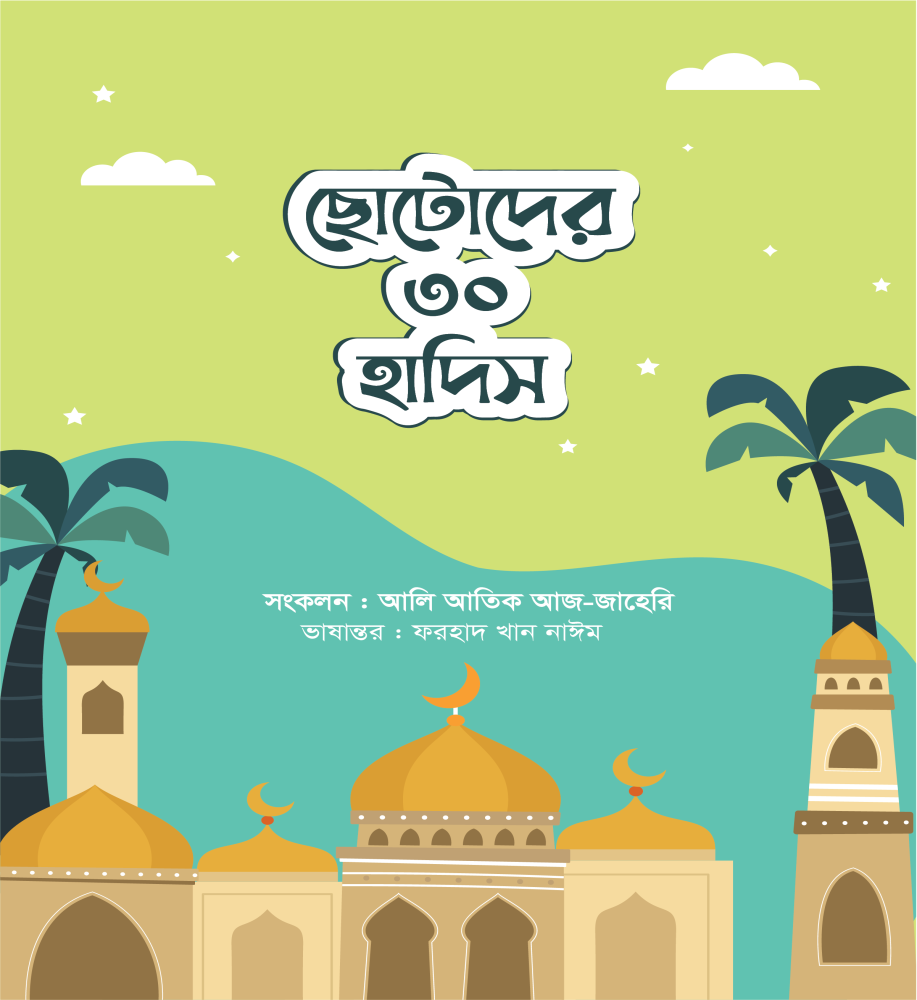 ছোটোদের
৩০
হাদিস
সংকলন : আলি আতিক আজ-জাহেরি
ভাষান্তর : ফরহাদ খান নাঈম